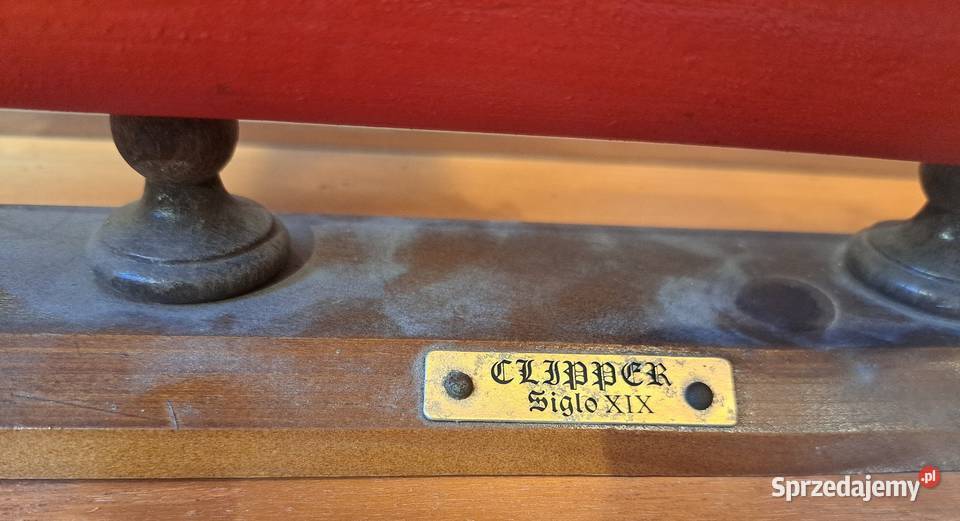 CLIPPER
Siglo XIX
Sprzedajemy.pl